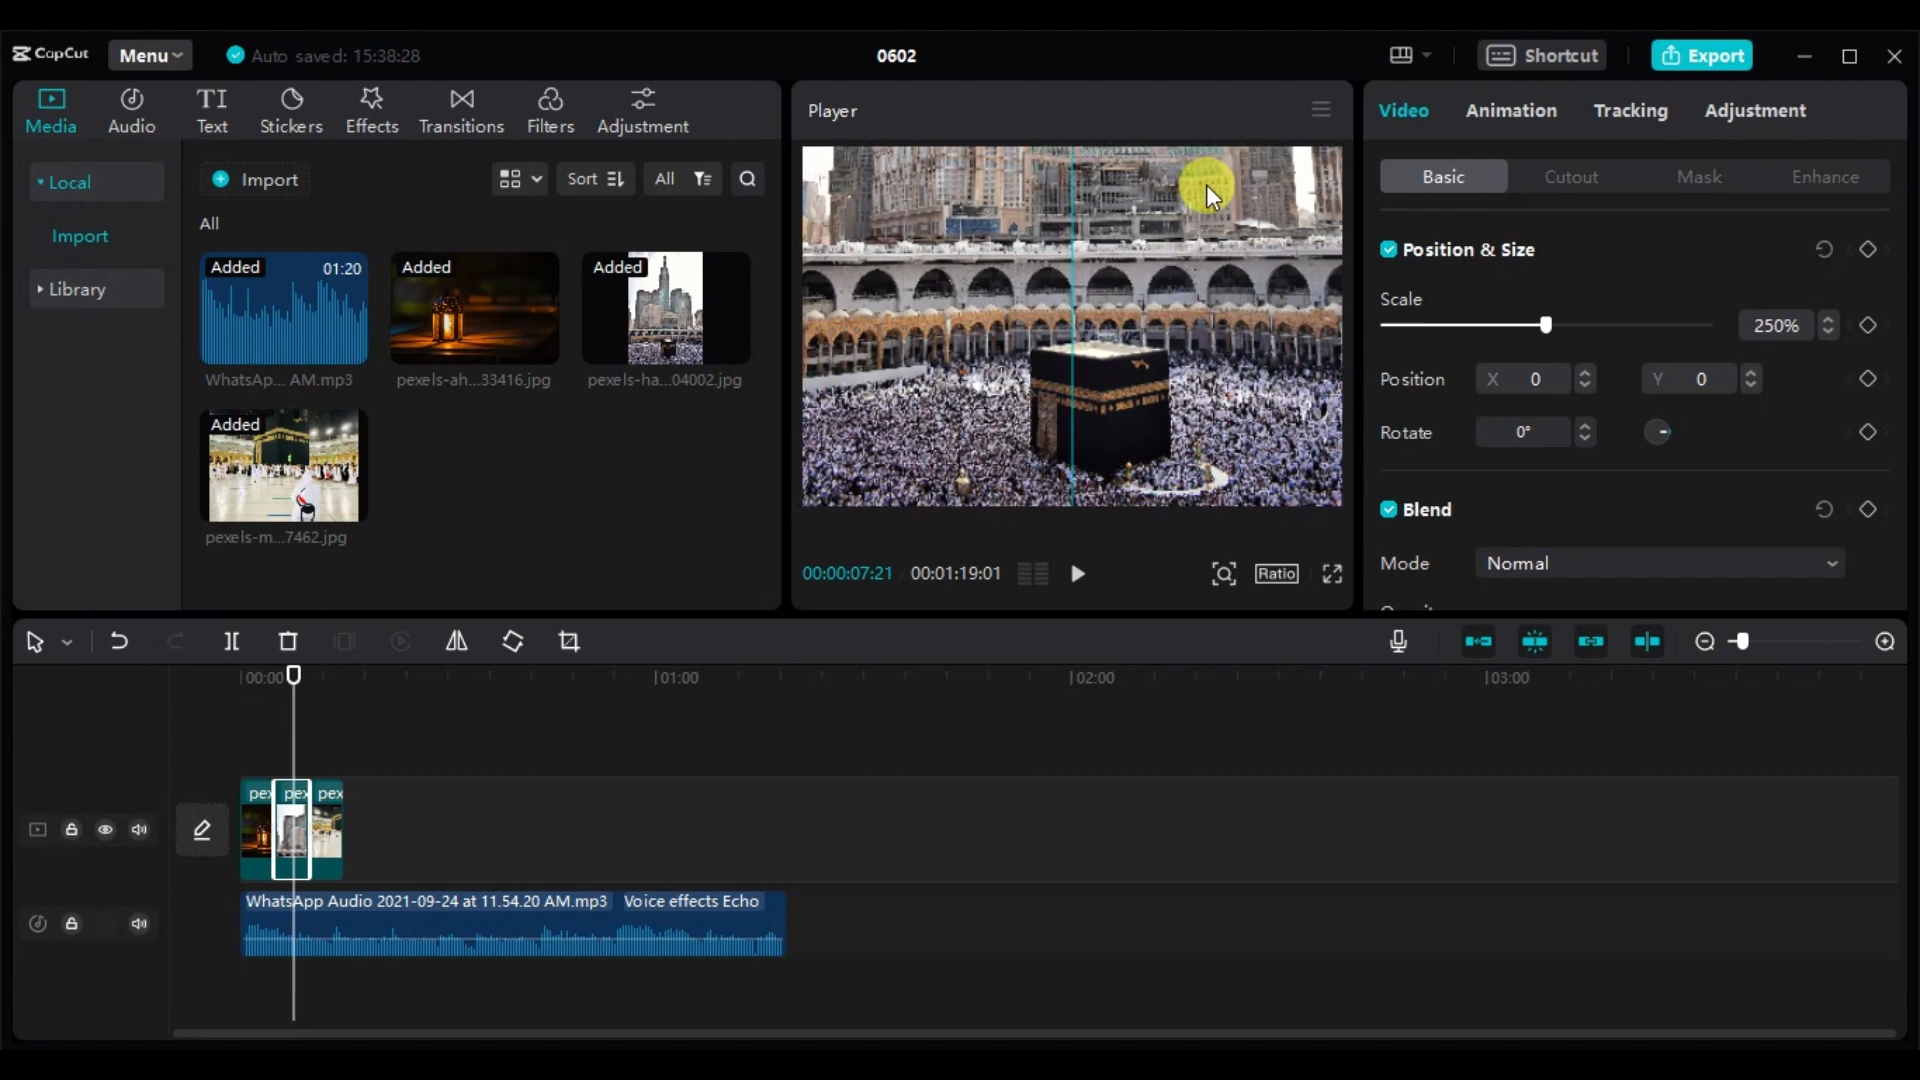 CapCut
Menu
Auto saved: 15:38:28
0602
Shortcut
Export
Media
Audio
TI
Text
Stickers
Effects
Transitions
Filters
Adjustment
Local
Import
Library
Import
Sort
All
All
Added
01:20
WhatsAp... AM.mp3
Added
pexels-ah...33416.jpg
Added
pexels-ha...04002.jpg
Added
pexels-m...7462.jpg
Player
00:00:07:21 / 00:01:19:01
Ratio
Video
Animation
Tracking
Adjustment
Basic
Cutout
Mask
Enhance
Position & Size
Scale
250%
Position
X 0
Y 0
Rotate
0°
Blend
Mode
Normal
00:00
01:00
02:00
03:00
pex
pex
pex
WhatsApp Audio 2021-09-24 at 11.54.20 AM.mp3
Voice effects Echo